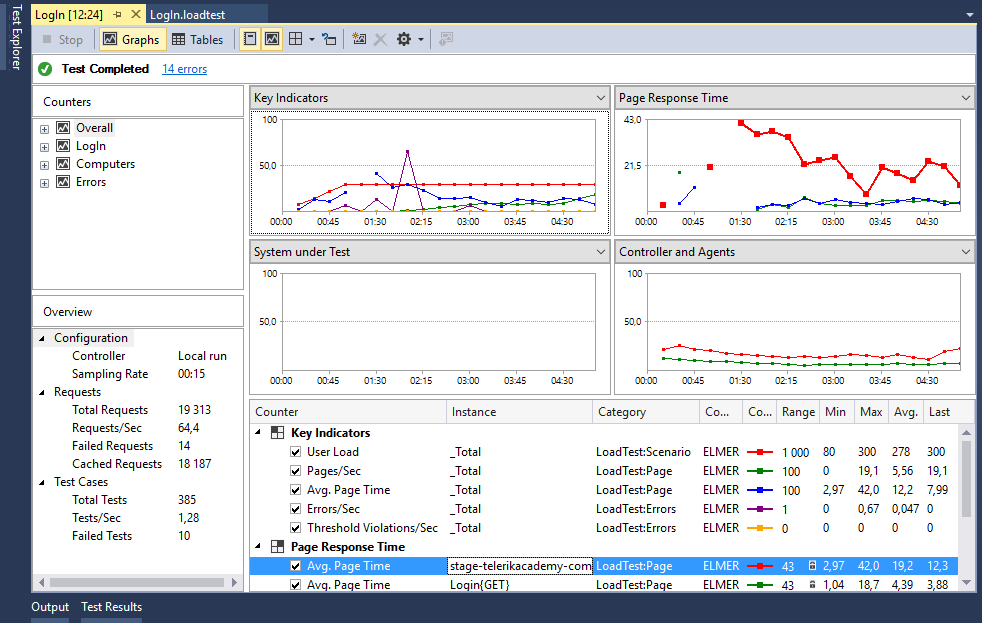 Test Explorer
LogIn [12:24] LogIn.loadtest
Stop Graphs Tables
Test Completed 14 errors
Counters
Overall
LogIn
Computers
Errors
Overview
Configuration
Controller Local run
Sampling Rate 00:15
Requests
Total Requests 19 313
Requests/Sec 64,4
Failed Requests 14
Cached Requests 18 187
Test Cases
Total Tests 385
Tests/Sec 1,28
Failed Tests 10
Key Indicators
100
50,0
00:00 00:45 01:30 02:15 03:00 03:45 04:30
Page Response Time
43,0
21,5
00:00 00:45 01:30 02:15 03:00 03:45 04:30
System under Test
100
50,0
00:00 00:45 01:30 02:15 03:00 03:45 04:30
Controller and Agents
100
50,0
00:00 00:45 01:30 02:15 03:00 03:45 04:30
Counter Instance Category Co... Co... Range Min Max Avg. Last
Key Indicators
User Load _Total LoadTest:Scenario ELMER 1 000 80 300 278 300
Pages/Sec _Total LoadTest:Page ELMER 100 0 19,1 5,56 19,1
Avg. Page Time _Total LoadTest:Page ELMER 100 2,97 42,0 12,2 7,99
Errors/Sec _Total LoadTest:Errors ELMER 1 0 0,67 0,047 0
Threshold Violations/Sec _Total LoadTest:Errors ELMER 0 0 0 0 0
Page Response Time
Avg. Page Time stage-telerikacademy-com LoadTest:Page ELMER 43 2,97 42,0 19,2 12,3
Avg. Page Time Login{GET} LoadTest:Page ELMER 43 1,04 18,7 4,39 3,88
Output Test Results